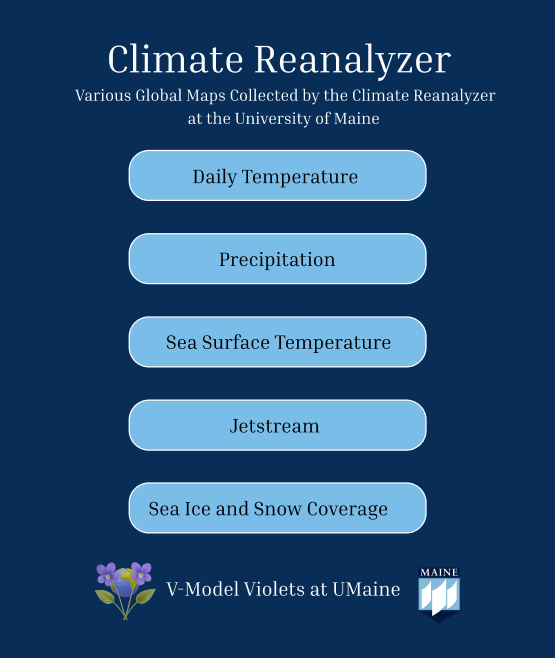 Climate Reanalyzer
Various Global Maps Collected by the Climate Reanalyzer
at the University of Maine
Daily Temperature
Precipitation
Sea Surface Temperature
Jetstream
Sea Ice and Snow Coverage
V-Model Violets at UMaine
MAINE